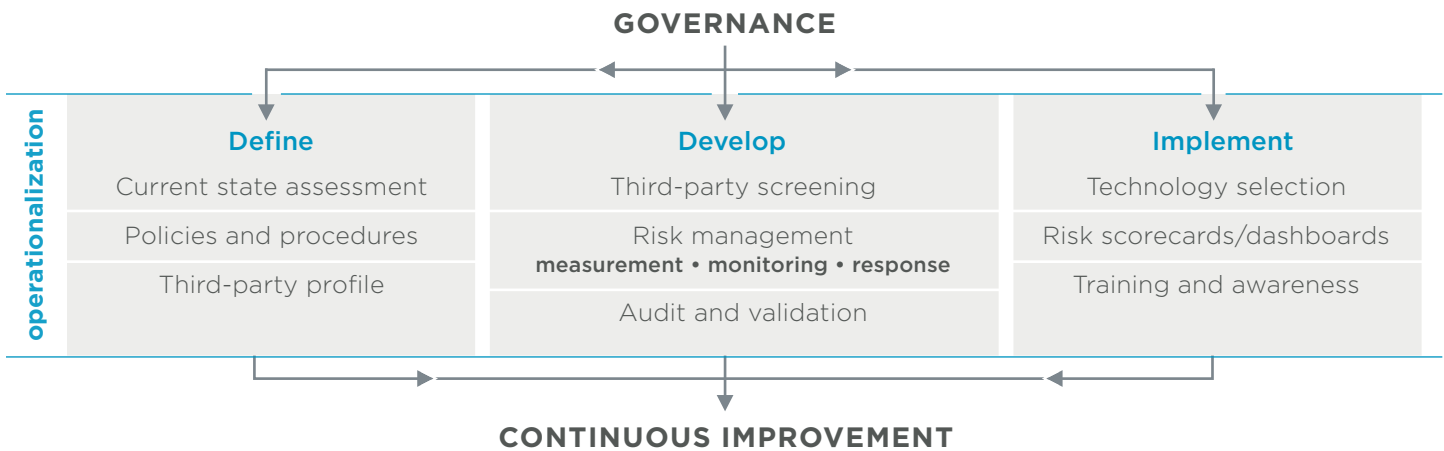 GOVERNANCE
operationalization
Define
Current state assessment
Policies and procedures
Third-party profile
Develop
Third-party screening
Risk management
measurement • monitoring • response
Audit and validation
Implement
Technology selection
Risk scorecards/dashboards
Training and awareness
CONTINUOUS IMPROVEMENT